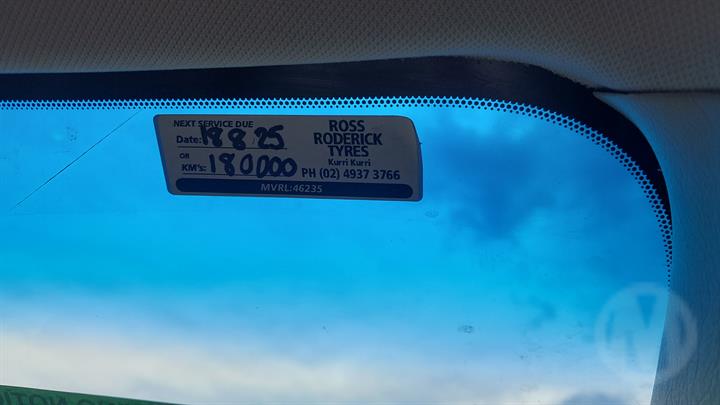 NEXT SERVICE DUE
Date: 18 8 25
OR
KM's: 180000
ROSS
RODERICK
TYRES
Kurri Kurri
PH (02) 4937 3766
MVRL:46235